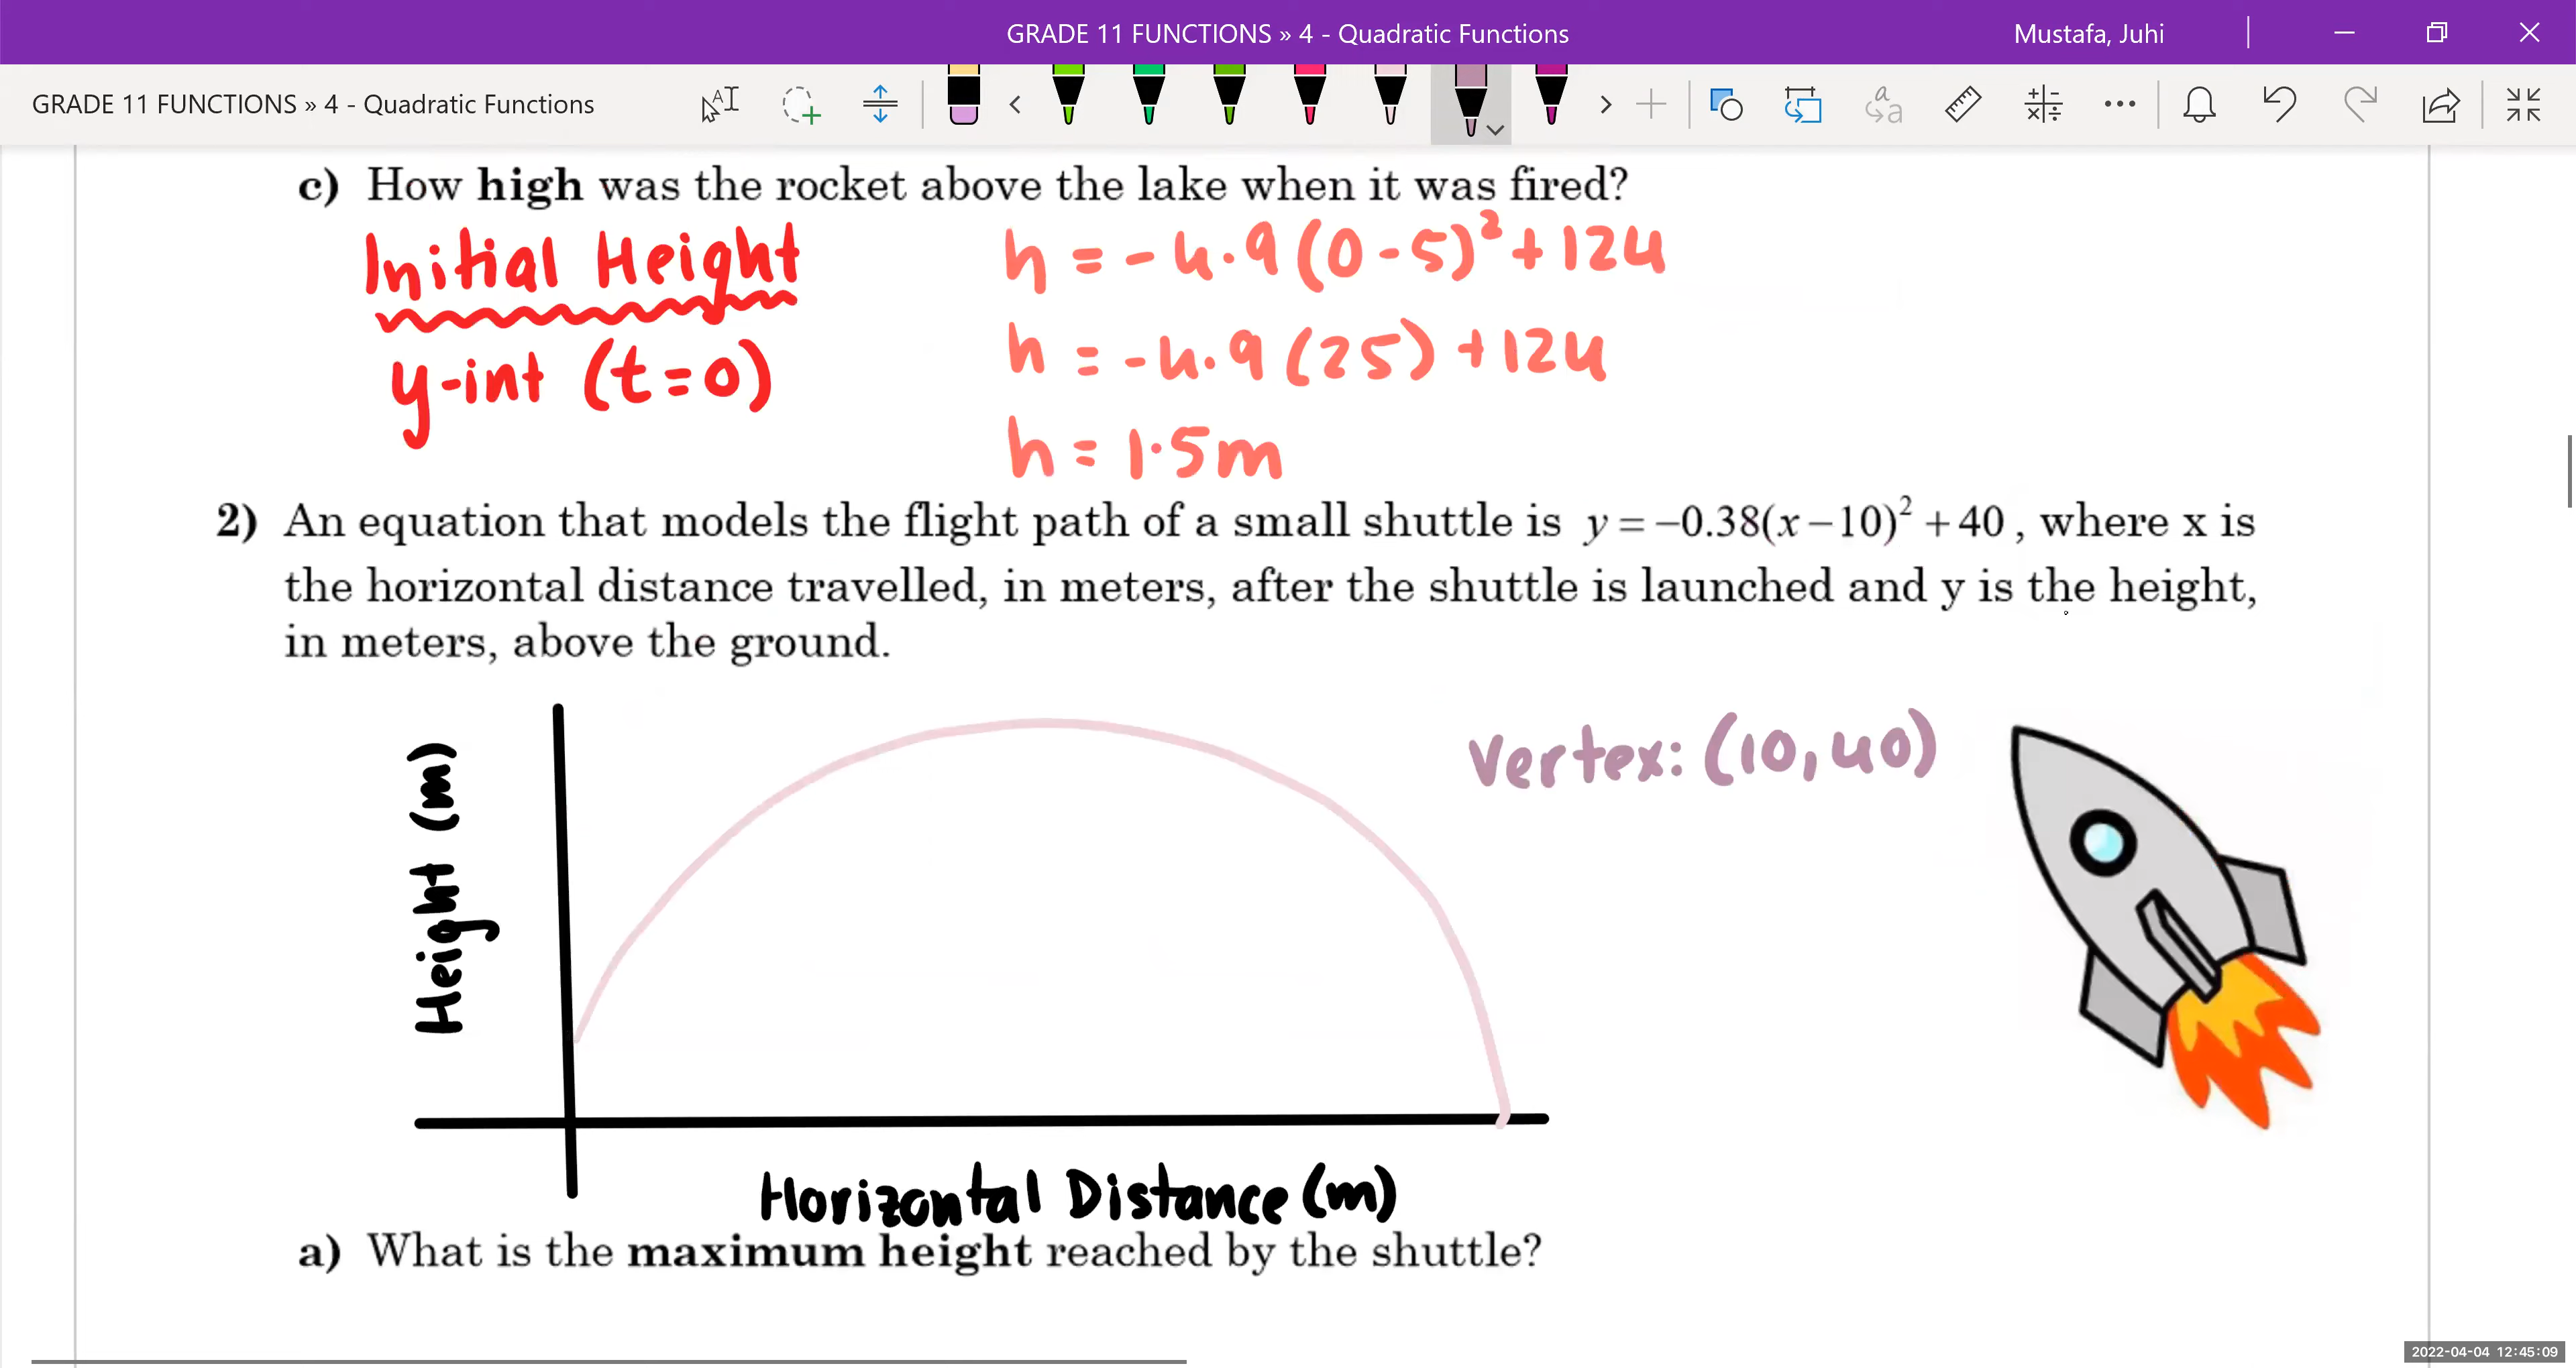 GRADE 11 FUNCTIONS » 4 - Quadratic Functions
Mustafa, Juhi
GRADE 11 FUNCTIONS » 4 - Quadratic Functions
c) How high was the rocket above the lake when it was fired?
Initial Height
y-int (t=0)
h = -4.9(0-5)²+124
h = -4.9(25)+124
h = 1.5m
2) An equation that models the flight path of a small shuttle is y = −0.38(x − 10)² + 40, where x is
the horizontal distance travelled, in meters, after the shuttle is launched and y is the height,
in meters, above the ground.
Height (m)
Vertex: (10,40)
Horizontal Distance (m)
a) What is the maximum height reached by the shuttle?
2022-04-04 12:45:09